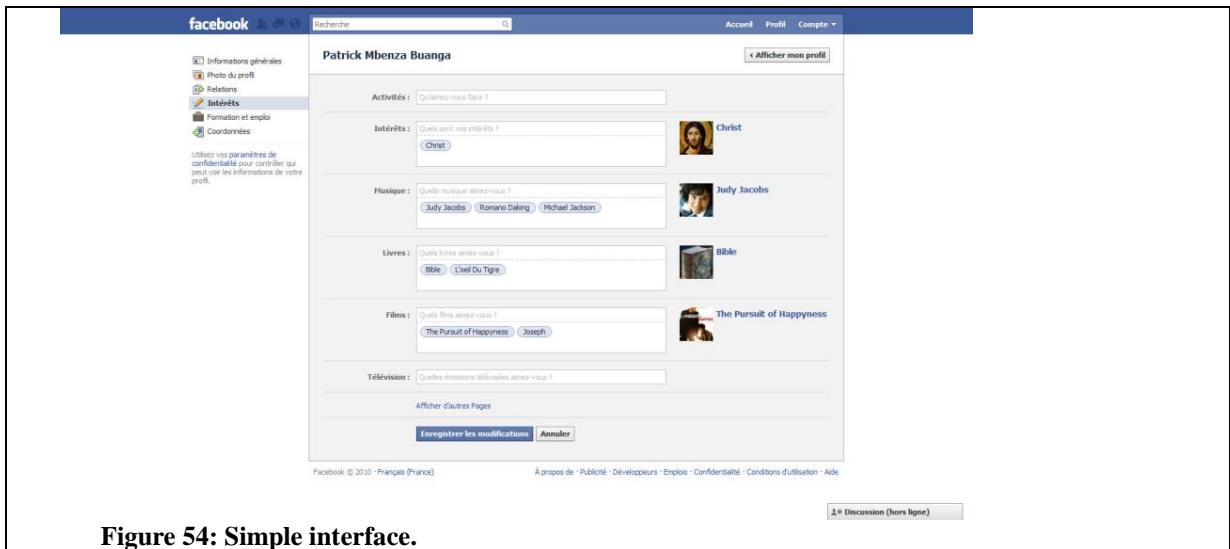 facebook
Recherche
Accueil Profil Compte
Informations générales
Photo du profil
Relations
Intérêts
Formation et emploi
Coordonnées
Utilisez vos paramètres de
confidentialité pour contrôler qui
peut voir les informations de votre
profil.
Patrick Mbenza Buanga
Afficher mon profil
Activités : Qu'aimez-vous faire ?
Intérêts : Quels sont vos intérêts ?
Christ
Christ
Musique : Quelle musique aimez-vous ?
Judy Jacobs Romano Daking Michael Jackson
Judy Jacobs
Livres : Quels livres aimez-vous ?
Bible L'oeil Du Tigre
Bible
Films : Quels films aimez-vous ?
The Pursuit of Happyness Joseph
The Pursuit of Happyness
Télévision : Quelles émissions télévisées aimez-vous ?
Afficher d'autres Pages
Enregistrer les modifications Annuler
Facebook © 2010 · Français (France)
À propos de · Publicité · Développeurs · Emplois · Confidentialité · Conditions d'utilisation · Aide
Discussion (hors ligne)
Figure 54: Simple interface.